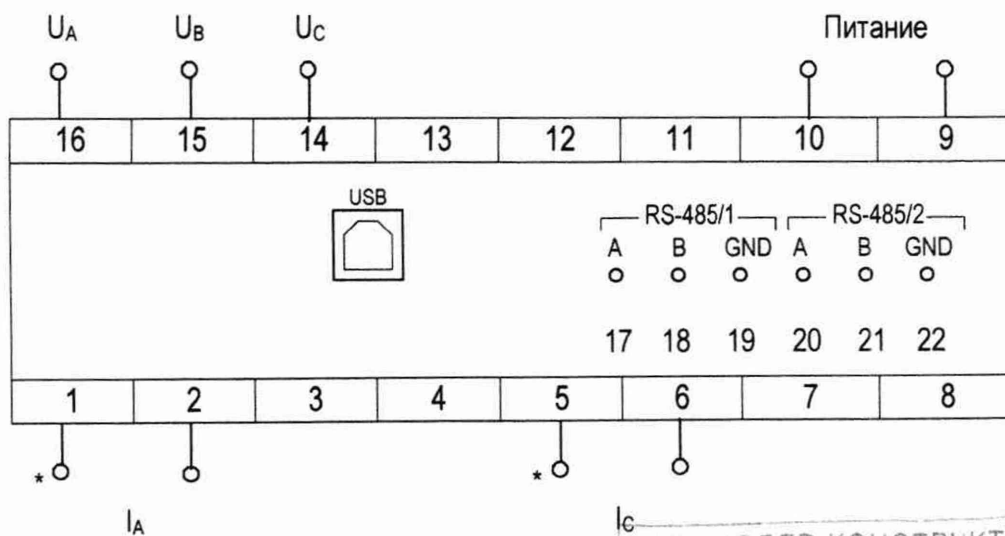 UA UB UC Питание
16 15 14 13 12 11 10 9
USB
RS-485/1 RS-485/2
A B GND A B GND
17 18 19 20 21 22
1 2 3 4 5 6 7 8
* *
IA IC